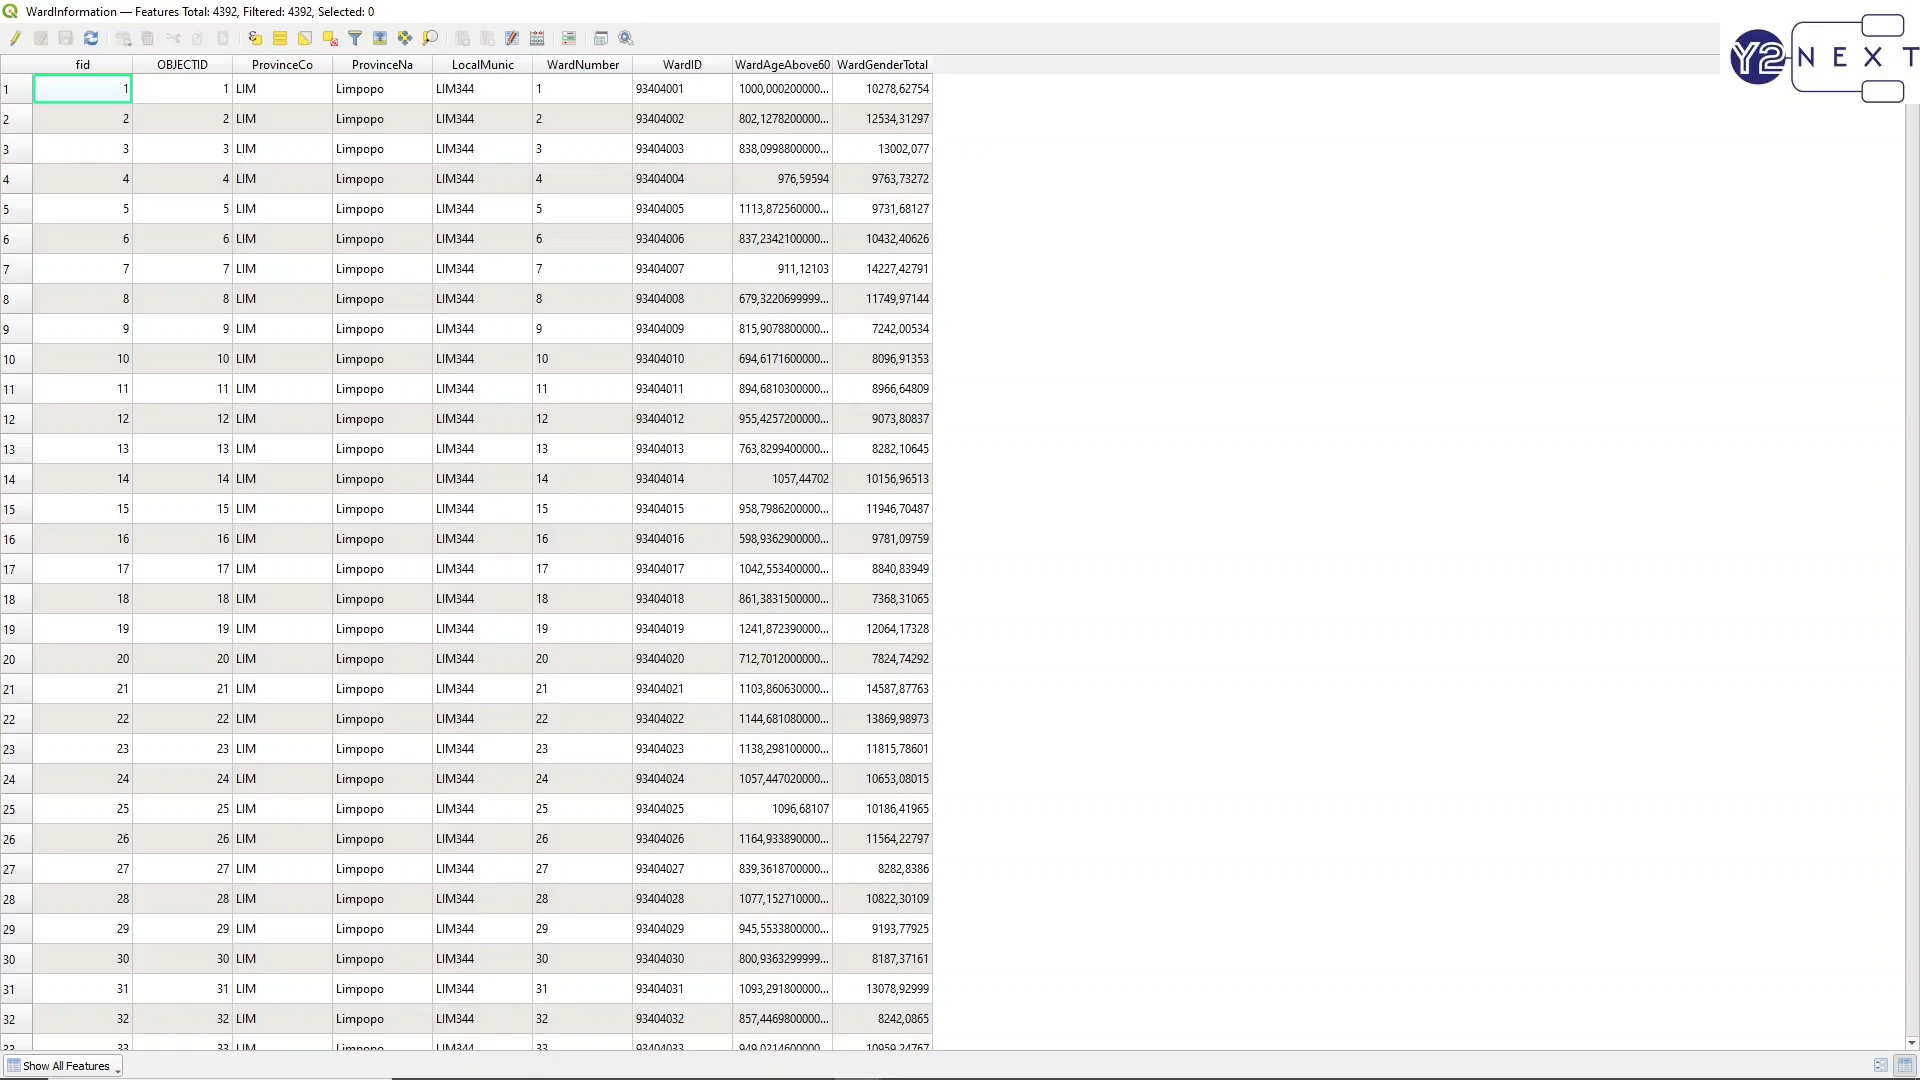 WardInformation — Features Total: 4392, Filtered: 4392, Selected: 0
Y2 NEXT
fid OBJECTID ProvinceCo ProvinceNa LocalMunic WardNumber WardID WardAgeAbove60 WardGenderTotal
1 1 1 LIM Limpopo LIM344 1 93404001 1000,000200000... 10278,62754
2 2 2 LIM Limpopo LIM344 2 93404002 802,1278200000... 12534,31297
3 3 3 LIM Limpopo LIM344 3 93404003 838,0998800000... 13002,077
4 4 4 LIM Limpopo LIM344 4 93404004 976,59594 9763,73272
5 5 5 LIM Limpopo LIM344 5 93404005 1113,872560000... 9731,68127
6 6 6 LIM Limpopo LIM344 6 93404006 837,2342100000... 10432,40626
7 7 7 LIM Limpopo LIM344 7 93404007 911,12103 14227,42791
8 8 8 LIM Limpopo LIM344 8 93404008 679,3220699999... 11749,97144
9 9 9 LIM Limpopo LIM344 9 93404009 815,9078800000... 7242,00534
10 10 10 LIM Limpopo LIM344 10 93404010 694,6171600000... 8096,91353
11 11 11 LIM Limpopo LIM344 11 93404011 894,6810300000... 8966,64809
12 12 12 LIM Limpopo LIM344 12 93404012 955,4257200000... 9073,80837
13 13 13 LIM Limpopo LIM344 13 93404013 763,8299400000... 8282,10645
14 14 14 LIM Limpopo LIM344 14 93404014 1057,44702 10156,96513
15 15 15 LIM Limpopo LIM344 15 93404015 958,7986200000... 11946,70487
16 16 16 LIM Limpopo LIM344 16 93404016 598,9362900000... 9781,09759
17 17 17 LIM Limpopo LIM344 17 93404017 1042,553400000... 8840,83949
18 18 18 LIM Limpopo LIM344 18 93404018 861,3831500000... 7368,31065
19 19 19 LIM Limpopo LIM344 19 93404019 1241,872390000... 12064,17328
20 20 20 LIM Limpopo LIM344 20 93404020 712,7012000000... 7824,74292
21 21 21 LIM Limpopo LIM344 21 93404021 1103,860630000... 14587,87763
22 22 22 LIM Limpopo LIM344 22 93404022 1144,681080000... 13869,98973
23 23 23 LIM Limpopo LIM344 23 93404023 1138,298100000... 11815,78601
24 24 24 LIM Limpopo LIM344 24 93404024 1057,447020000... 10653,08015
25 25 25 LIM Limpopo LIM344 25 93404025 1096,68107 10186,41965
26 26 26 LIM Limpopo LIM344 26 93404026 1164,933890000... 11564,22797
27 27 27 LIM Limpopo LIM344 27 93404027 839,3618700000... 8282,8386
28 28 28 LIM Limpopo LIM344 28 93404028 1077,152710000... 10822,30109
29 29 29 LIM Limpopo LIM344 29 93404029 945,5533800000... 9193,77925
30 30 30 LIM Limpopo LIM344 30 93404030 800,9363299999... 8187,37161
31 31 31 LIM Limpopo LIM344 31 93404031 1093,291800000... 13078,92999
32 32 32 LIM Limpopo LIM344 32 93404032 857,4469800000... 8242,0865
33 33 33 LIM Limpopo LIM344 33 93404033 949,0214600000... 10959,24767
Show All Features